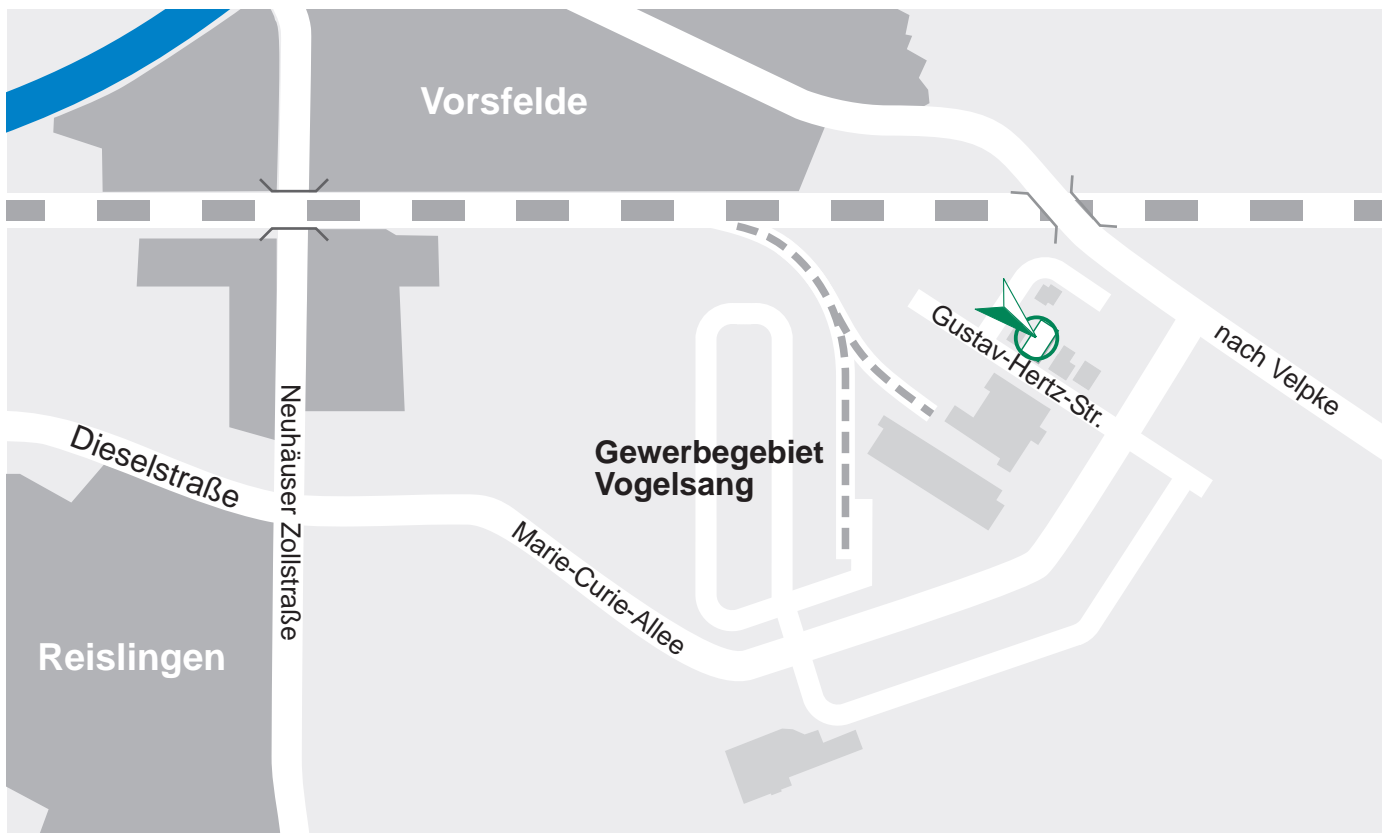 Vorsfelde
Gustav-Hertz-Str.
nach Velpke
Neuhäuser Zollstraße
Dieselstraße
Gewerbegebiet
Vogelsang
Marie-Curie-Allee
Reislingen